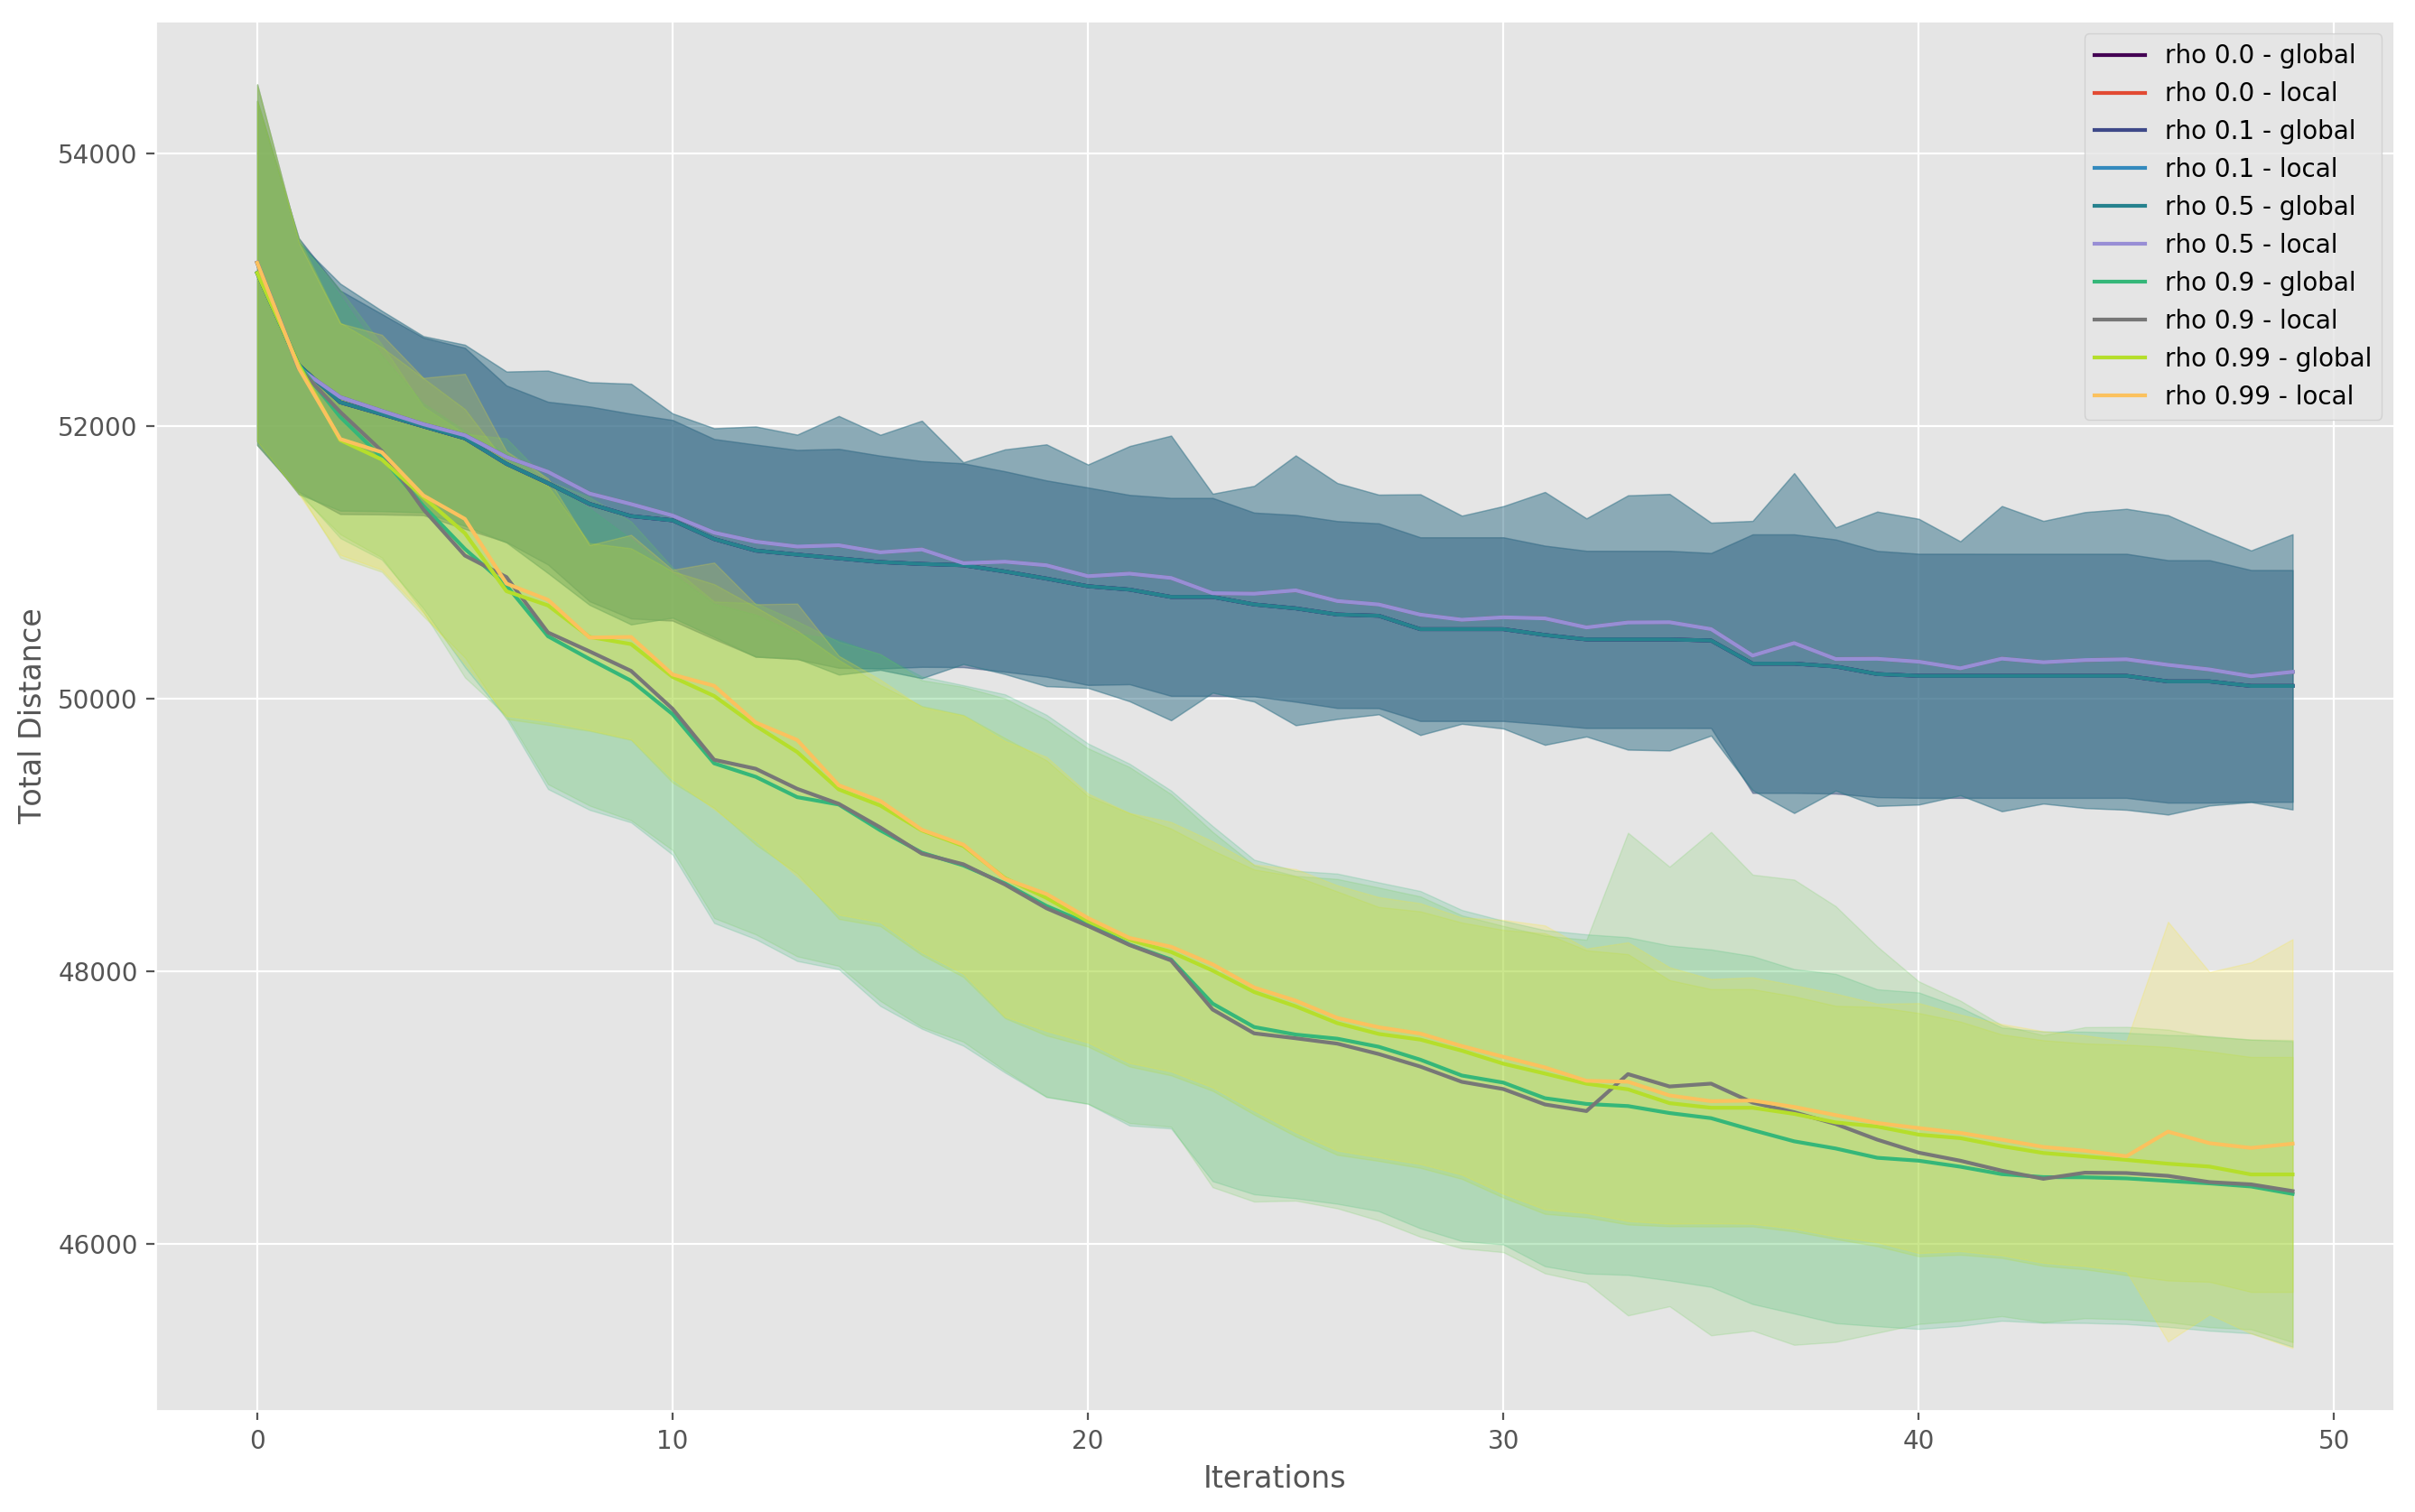 rho 0.0 - global
rho 0.0 - local
rho 0.1 - global
rho 0.1 - local
rho 0.5 - global
rho 0.5 - local
rho 0.9 - global
rho 0.9 - local
rho 0.99 - global
rho 0.99 - local
Total Distance
54000
52000
50000
48000
46000
0 10 20 30 40 50
Iterations